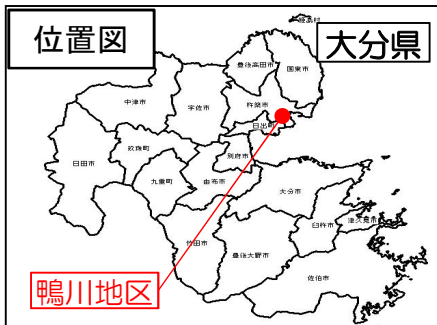 位置図
大分県
姫島村
豊後高田市
国東市
中津市
宇佐市
杵築市
日出町
日田市
玖珠町
別府市
九重町
由布市
大分市
臼杵市
津久見市
竹田市
豊後大野市
佐伯市
鴨川地区